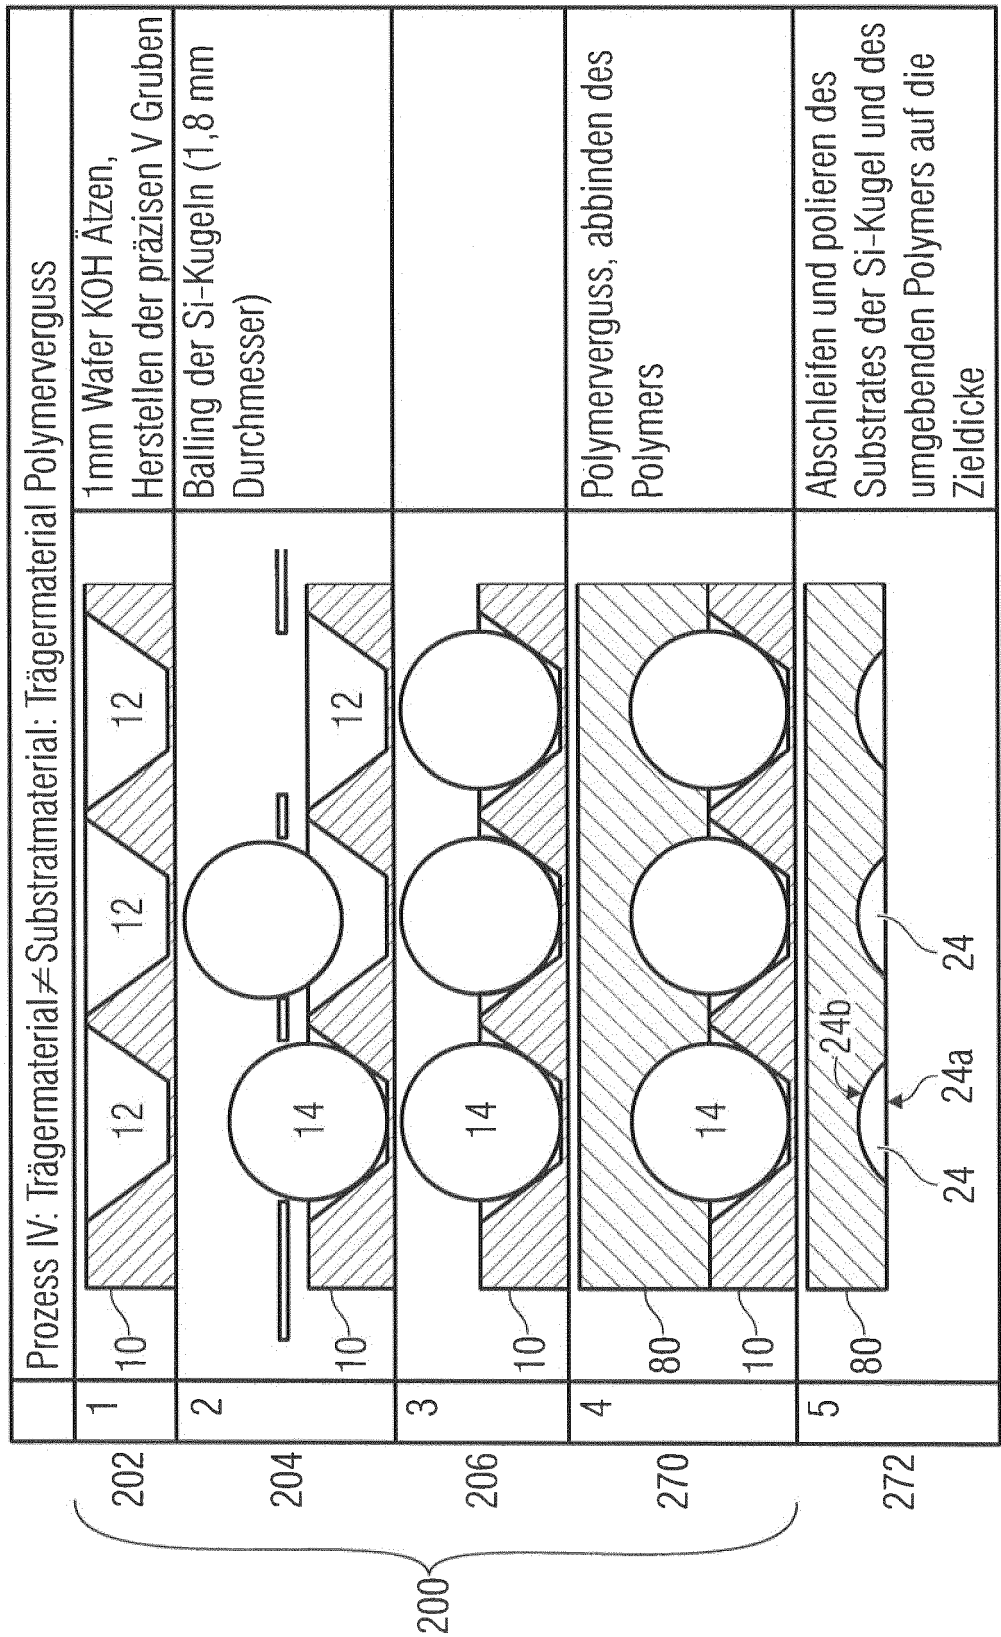 Prozess IV: Trägermaterial≠Substratmaterial: Trägermaterial Polymerverguss
202
1
10
12
12
12
1mm Wafer KOH Ätzen,
Herstellen der präzisen V Gruben
204
2
10
14
12
Balling der Si-Kugeln (1,8 mm
Durchmesser)
206
3
10
14
270
4
80
10
14
Polymerverguss, abbinden des
Polymers
200
272
5
80
24
24a
24b
24
Abschleifen und polieren des
Substrates der Si-Kugel und des
umgebenden Polymers auf die
Zieldicke